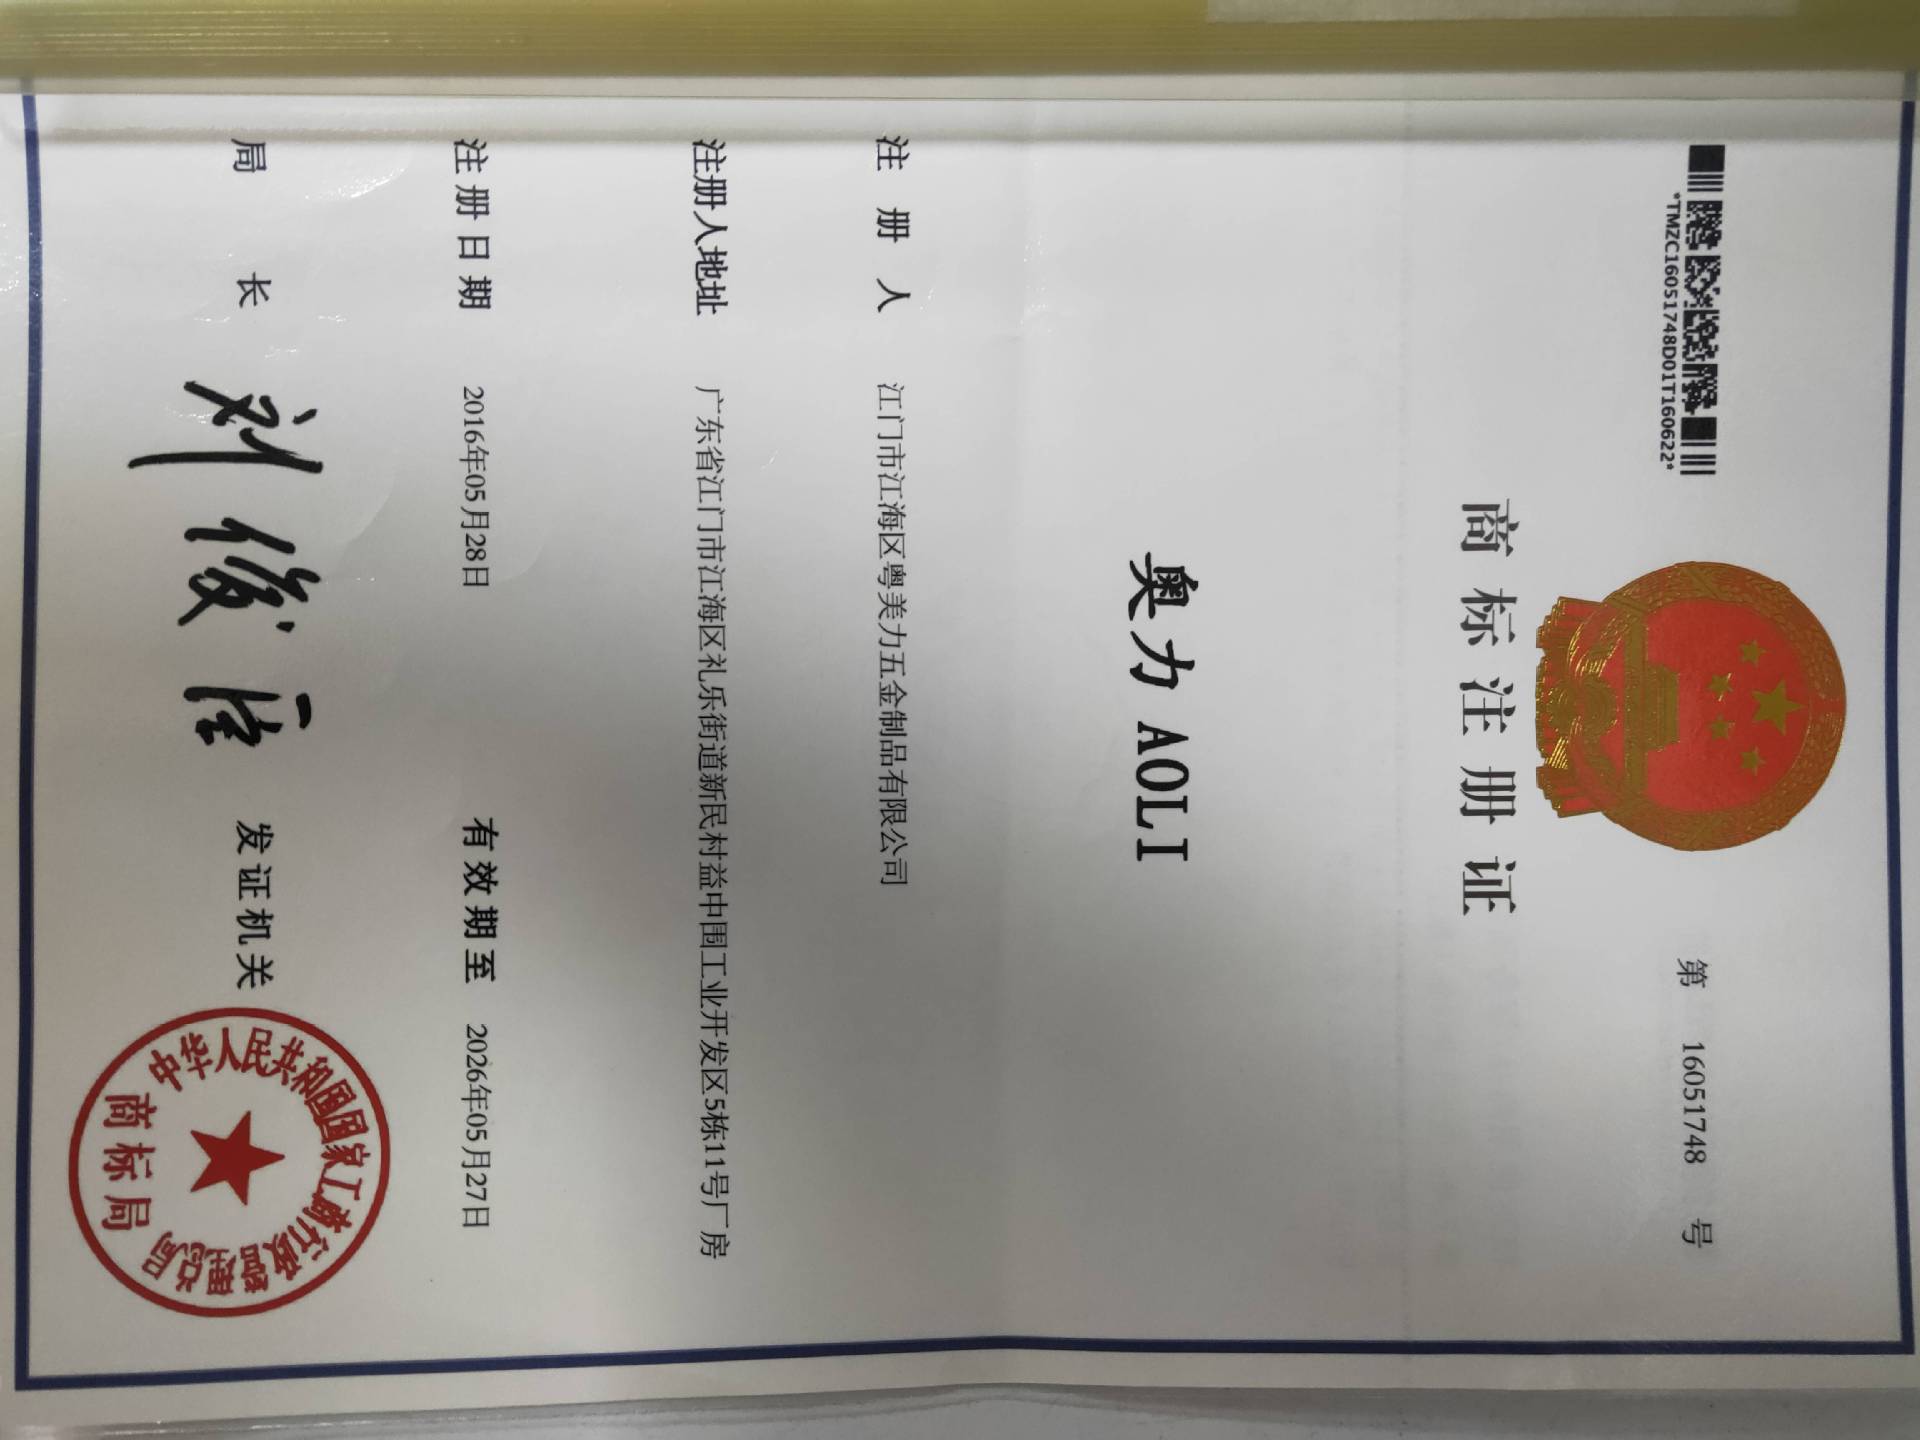 *TMZC16051748D01T160622*
第 16051748 号
商标注册证
奥力 AOLI
注册人 江门市江海区粤美力五金制品有限公司
注册人地址 广东省江门市江海区礼乐街道新民村益中围工业开发区5栋11号厂房
注册日期 2016年05月28日 有效期至 2026年05月27日
局长 刘俊臣 发证机关
中华人民共和国国家工商行政管理总局
商标局